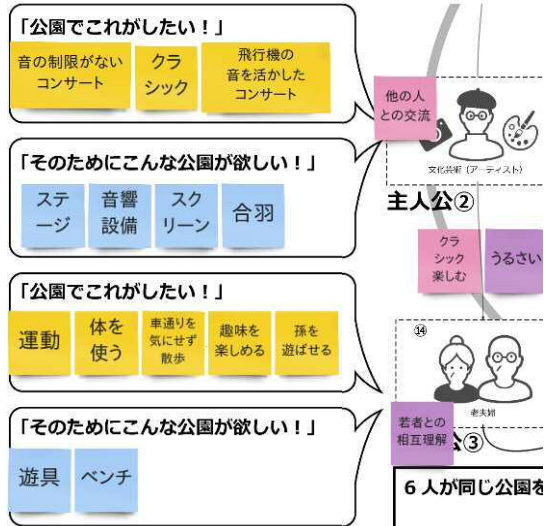 「公園でこれがしたい！」
音の制限がない
コンサート
クラ
シック
飛行機の
音を活かした
コンサート
他の人
との交流
文化芸術（アーティスト）
主人公②
「そのためにこんな公園が欲しい！」
ステ
ージ
音響
設備
スク
リーン
合羽
クラ
シック
楽しむ
うるさい
「公園でこれがしたい！」
運動
体を
使う
車通りを
気にせず
散歩
趣味を
楽しめる
孫を
遊ばせる
⑭
老夫婦
若者との
相互理解
公③
「そのためにこんな公園が欲しい！」
遊具
ベンチ
6人が同じ公園を